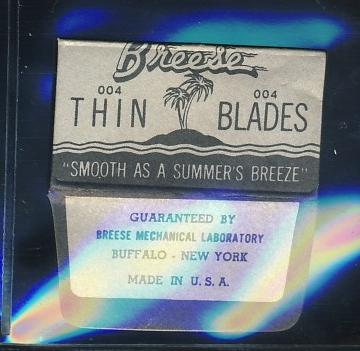 Breese
004 004
THIN BLADES
"SMOOTH AS A SUMMER'S BREEZE"
GUARANTEED BY
BREESE MECHANICAL LABORATORY
BUFFALO - NEW YORK
MADE IN U.S.A.